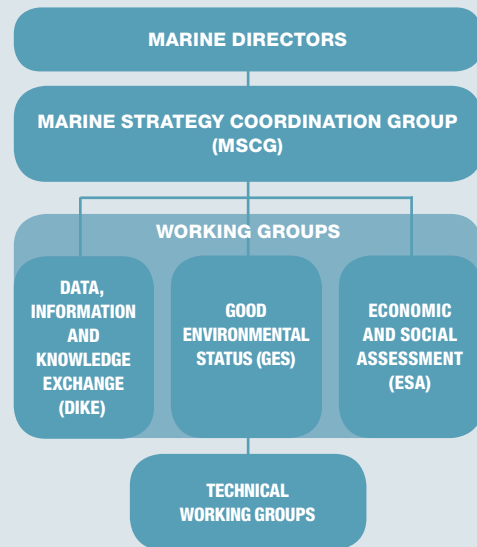 MARINE DIRECTORS
MARINE STRATEGY COORDINATION GROUP
(MSCG)
WORKING GROUPS
DATA,
INFORMATION
AND
KNOWLEDGE
EXCHANGE
(DIKE)
GOOD
ENVIRONMENTAL
STATUS (GES)
ECONOMIC
AND SOCIAL
ASSESSMENT
(ESA)
TECHNICAL
WORKING GROUPS